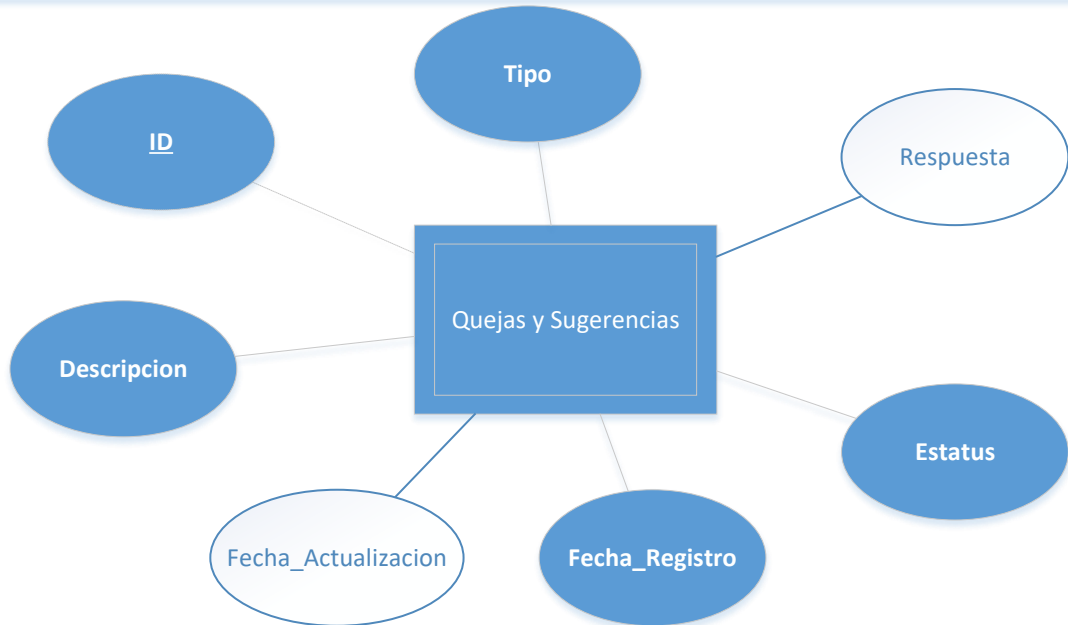 Tipo
ID
Respuesta
Quejas y Sugerencias
Descripcion
Estatus
Fecha_Actualizacion
Fecha_Registro